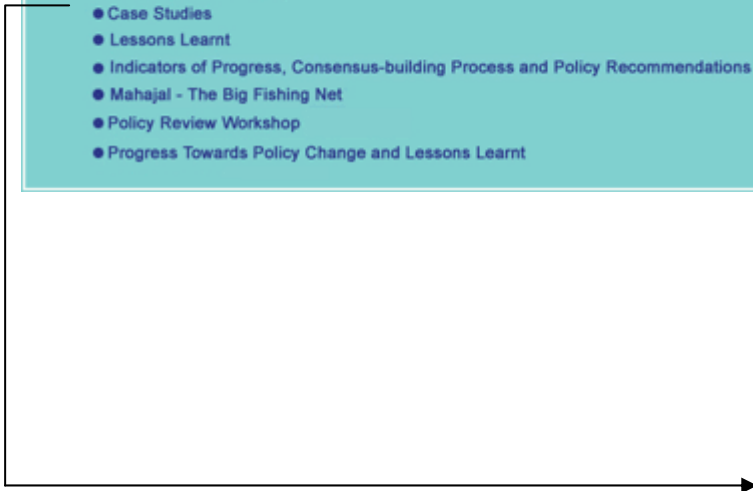 ● Case Studies
● Lessons Learnt
● Indicators of Progress, Consensus-building Process and Policy Recommendations
● Mahajal - The Big Fishing Net
● Policy Review Workshop
● Progress Towards Policy Change and Lessons Learnt